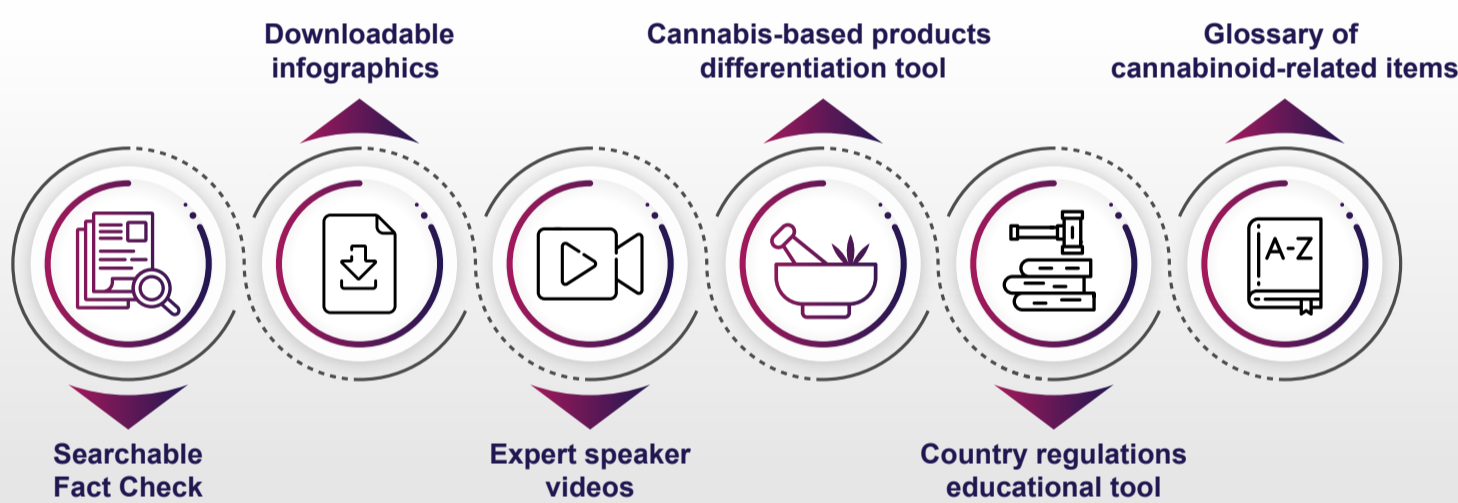 Downloadable
infographics
Cannabis-based products
differentiation tool
Glossary of
cannabinoid-related items
A-Z
Searchable
Fact Check
Expert speaker
videos
Country regulations
educational tool